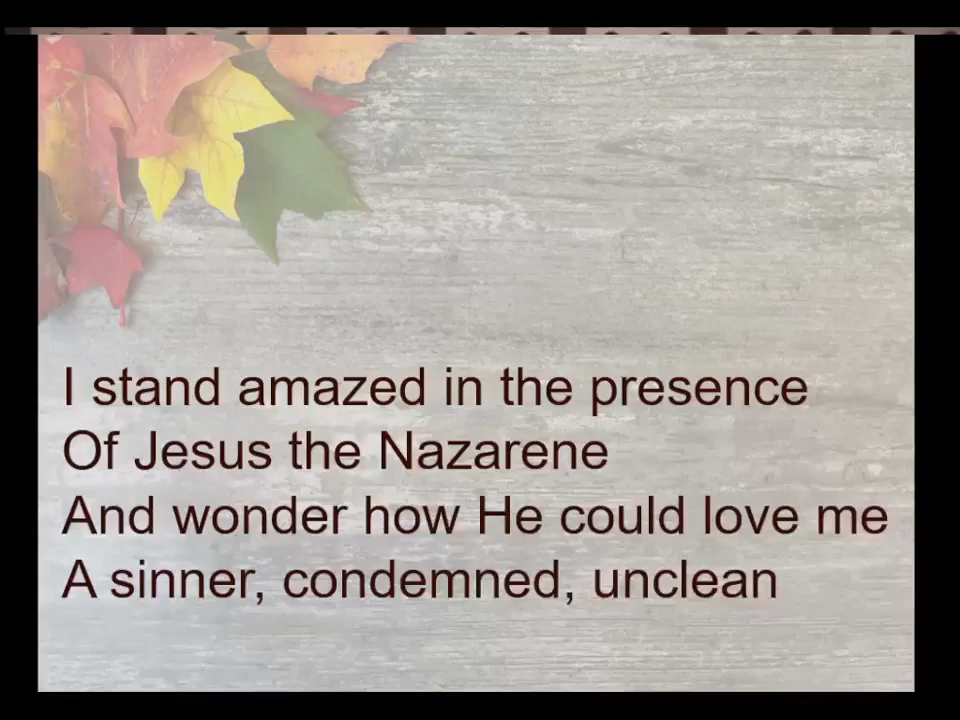 I stand amazed in the presence
Of Jesus the Nazarene
And wonder how He could love me
A sinner, condemned, unclean